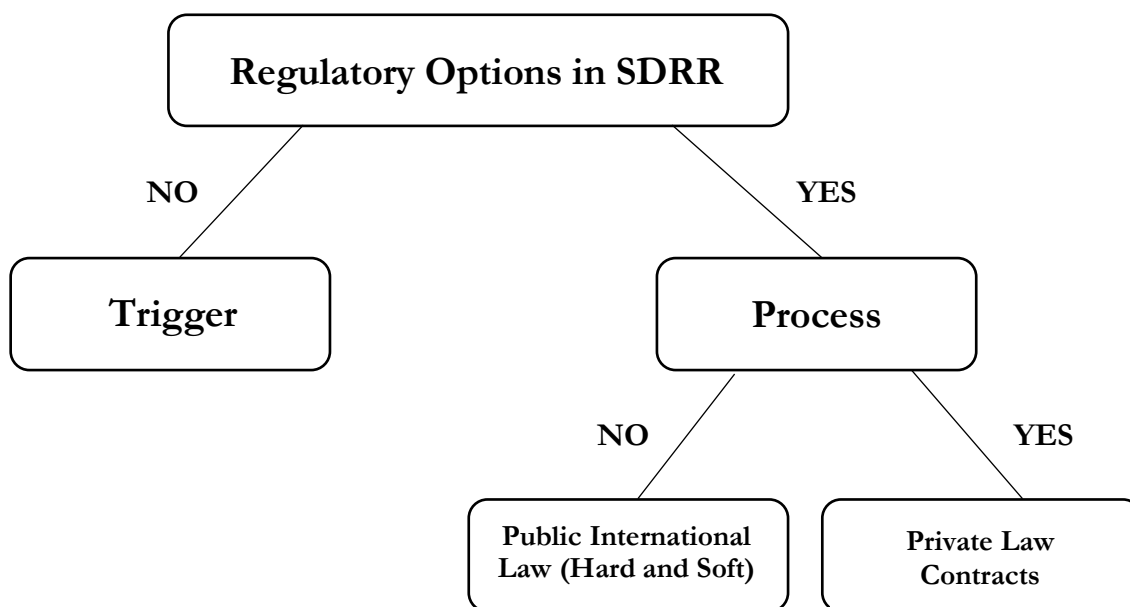 Regulatory Options in SDRR
NO
YES
Trigger
Process
NO
YES
Public International
Law (Hard and Soft)
Private Law
Contracts